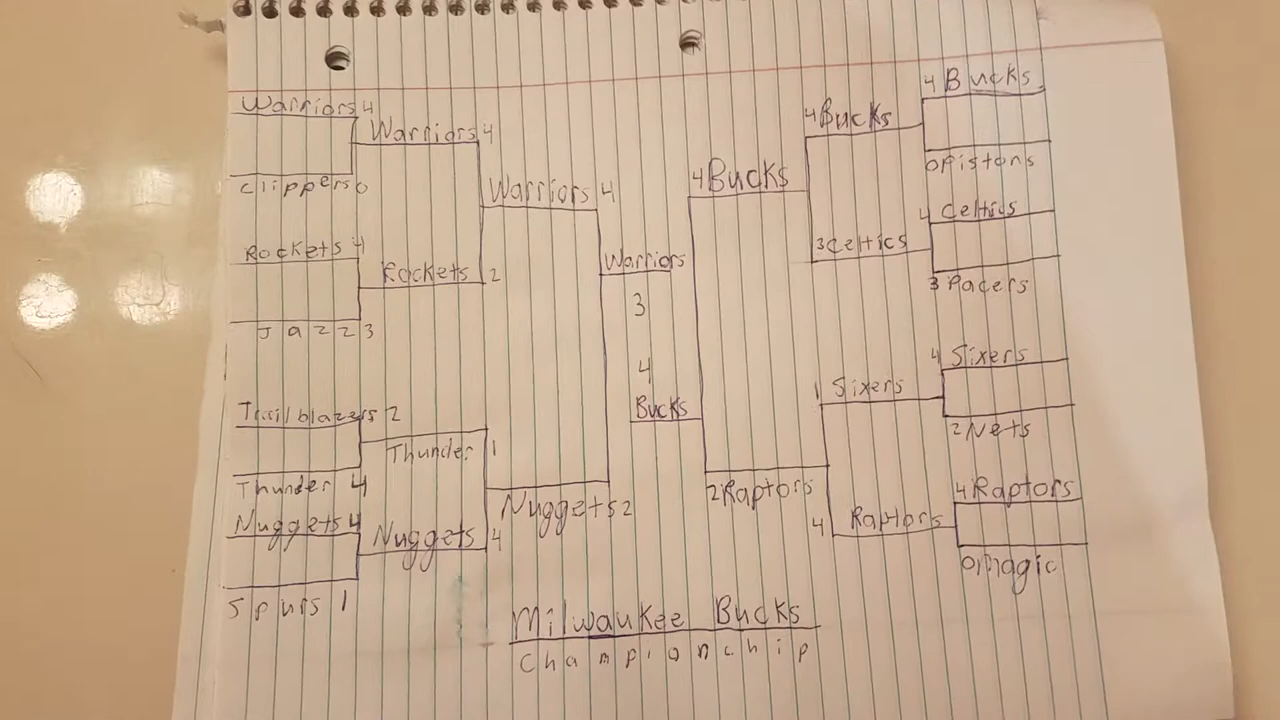 Warriors 4
Clippers 0
Rockets 4
Jazz 3
Trailblazers 2
Thunder 4
Nuggets 4
Spurs 1
Warriors 4
Rockets 2
Thunder 1
Nuggets 4
Warriors 4
Nuggets 2
Warriors
3
4
Bucks
4 Bucks
2 Raptors
4 Bucks
3 Celtics
1 Sixers
4 Raptors
4 Bucks
0 Pistons
4 Celtics
3 Pacers
4 Sixers
2 Nets
4 Raptors
0 Magic
Milwaukee Bucks
Championchip